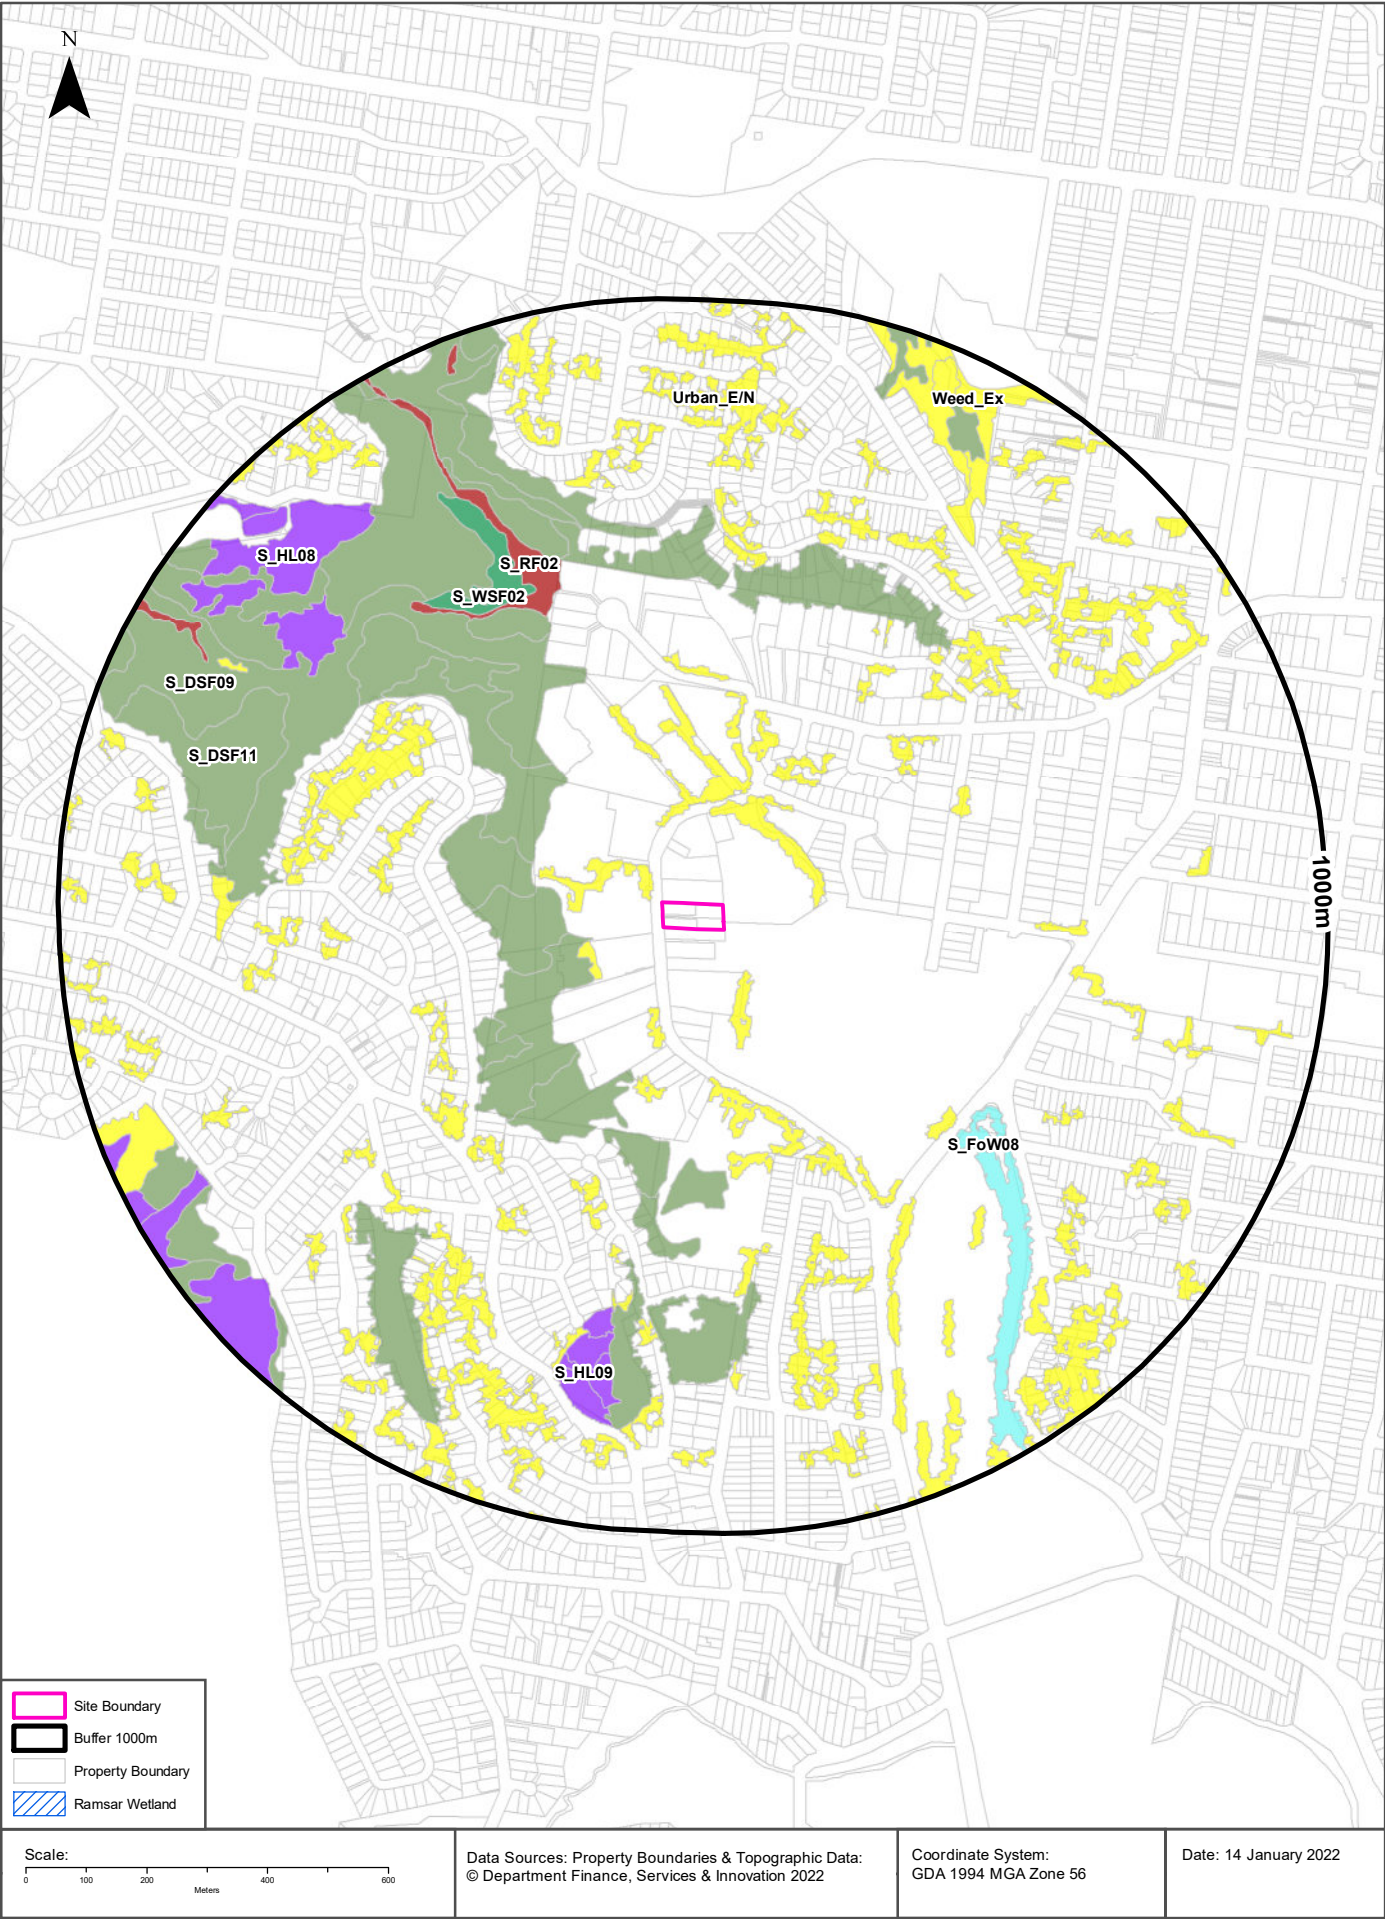 N
Urban_E/N
Weed_Ex
S_HL08
S_RF02
S_WSF02
S_DSF09
S_DSF11
1000m
S_FoW08
S_HL09
Site Boundary
Buffer 1000m
Property Boundary
Ramsar Wetland
Scale:
0 100 200 400 600
Meters
Data Sources: Property Boundaries & Topographic Data:
© Department Finance, Services & Innovation 2022
Coordinate System:
GDA 1994 MGA Zone 56
Date: 14 January 2022